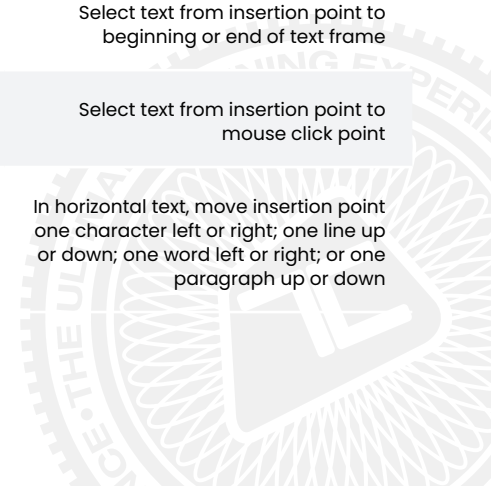 Select text from insertion point to
beginning or end of text frame
Select text from insertion point to
mouse click point
In horizontal text, move insertion point
one character left or right; one line up
or down; one word left or right; or one
paragraph up or down